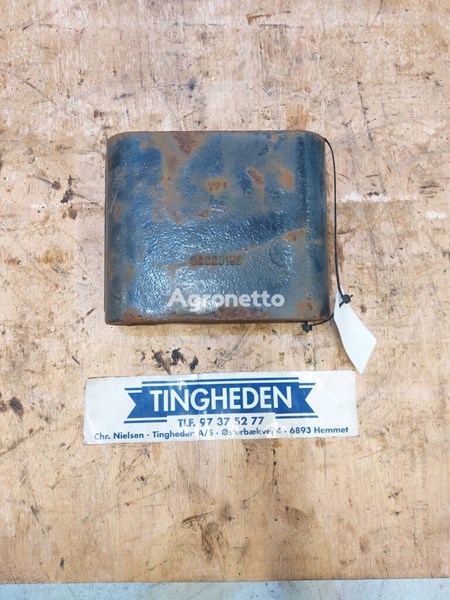 Agronetto
TINGHEDEN
TLF. 97 37 52 77
Chr. Nielsen - Tingheden A/S - Østerbækvej 4 - 6893 Hemmet